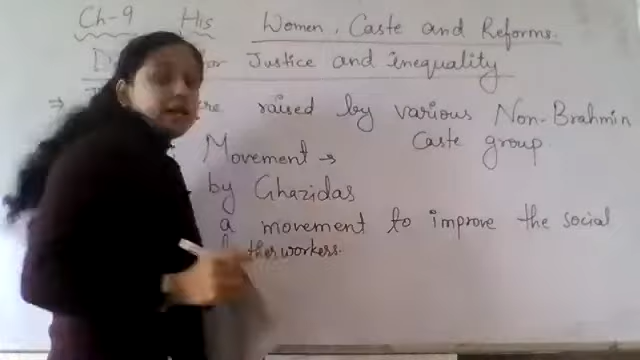 Ch-9 His Women, Caste and Reforms.
Justice and inequality
⇒ raised by various Non-Brahmin
Caste group.
Movement →
by Ghazidas
a movement to improve the social
workers.